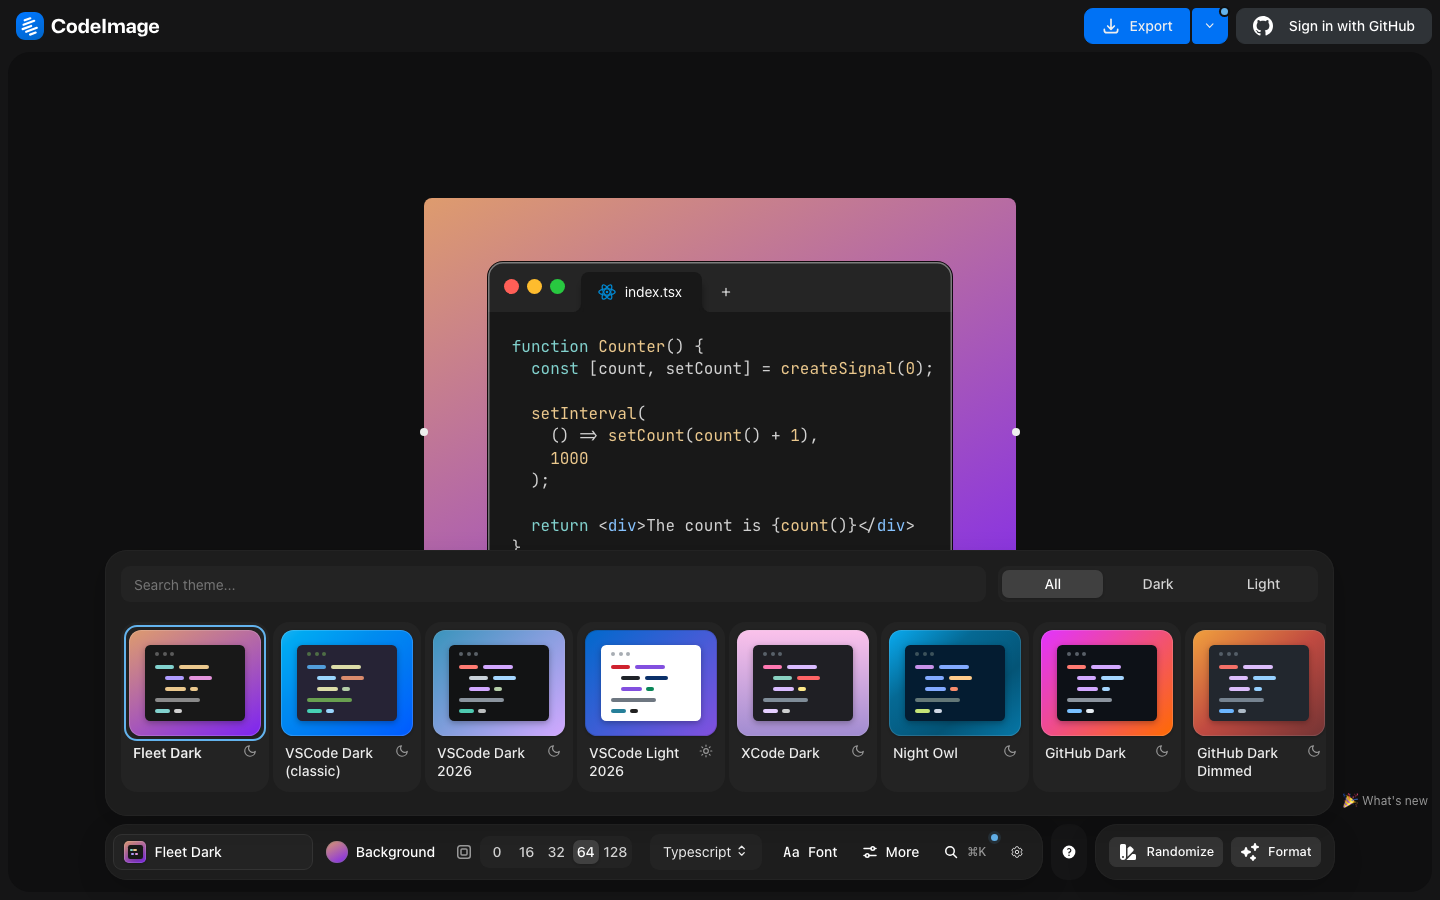 CodeImage
Export
Sign in with GitHub
index.tsx
+
function Counter() {
  const [count, setCount] = createSignal(0);
  setInterval(
    () => setCount(count() + 1),
    1000
  );
  return <div>The count is {count()}</div>
}
Search theme...
All
Dark
Light
Fleet Dark
VSCode Dark
(classic)
VSCode Dark
2026
VSCode Light
2026
XCode Dark
Night Owl
GitHub Dark
GitHub Dark
Dimmed
🎉 What's new
Fleet Dark
Background
0 16 32 64 128
Typescript
Aa Font
More
⌘K
?
Randomize
Format